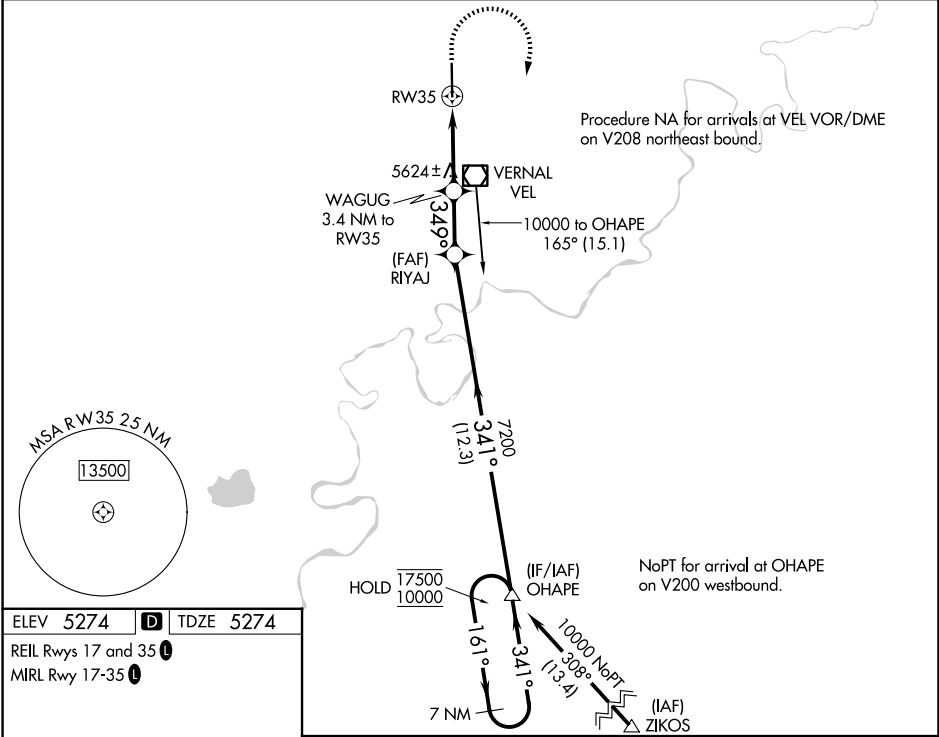 RW35
Procedure NA for arrivals at VEL VOR/DME
on V208 northeast bound.
5624±
VERNAL
VEL
WAGUG
3.4 NM to
RW35
349°
10000 to OHAPE
165° (15.1)
(FAF)
RIYAJ
7200
341°
(12.3)
MSA RW35 25 NM
13500
HOLD
17500
10000
(IF/IAF)
OHAPE
NoPT for arrival at OHAPE
on V200 westbound.
161°
341°
7 NM
10000 NoPT
308°
(13.4)
(IAF)
ZIKOS
ELEV 5274 D TDZE 5274
REIL Rwys 17 and 35 L
MIRL Rwy 17-35 L